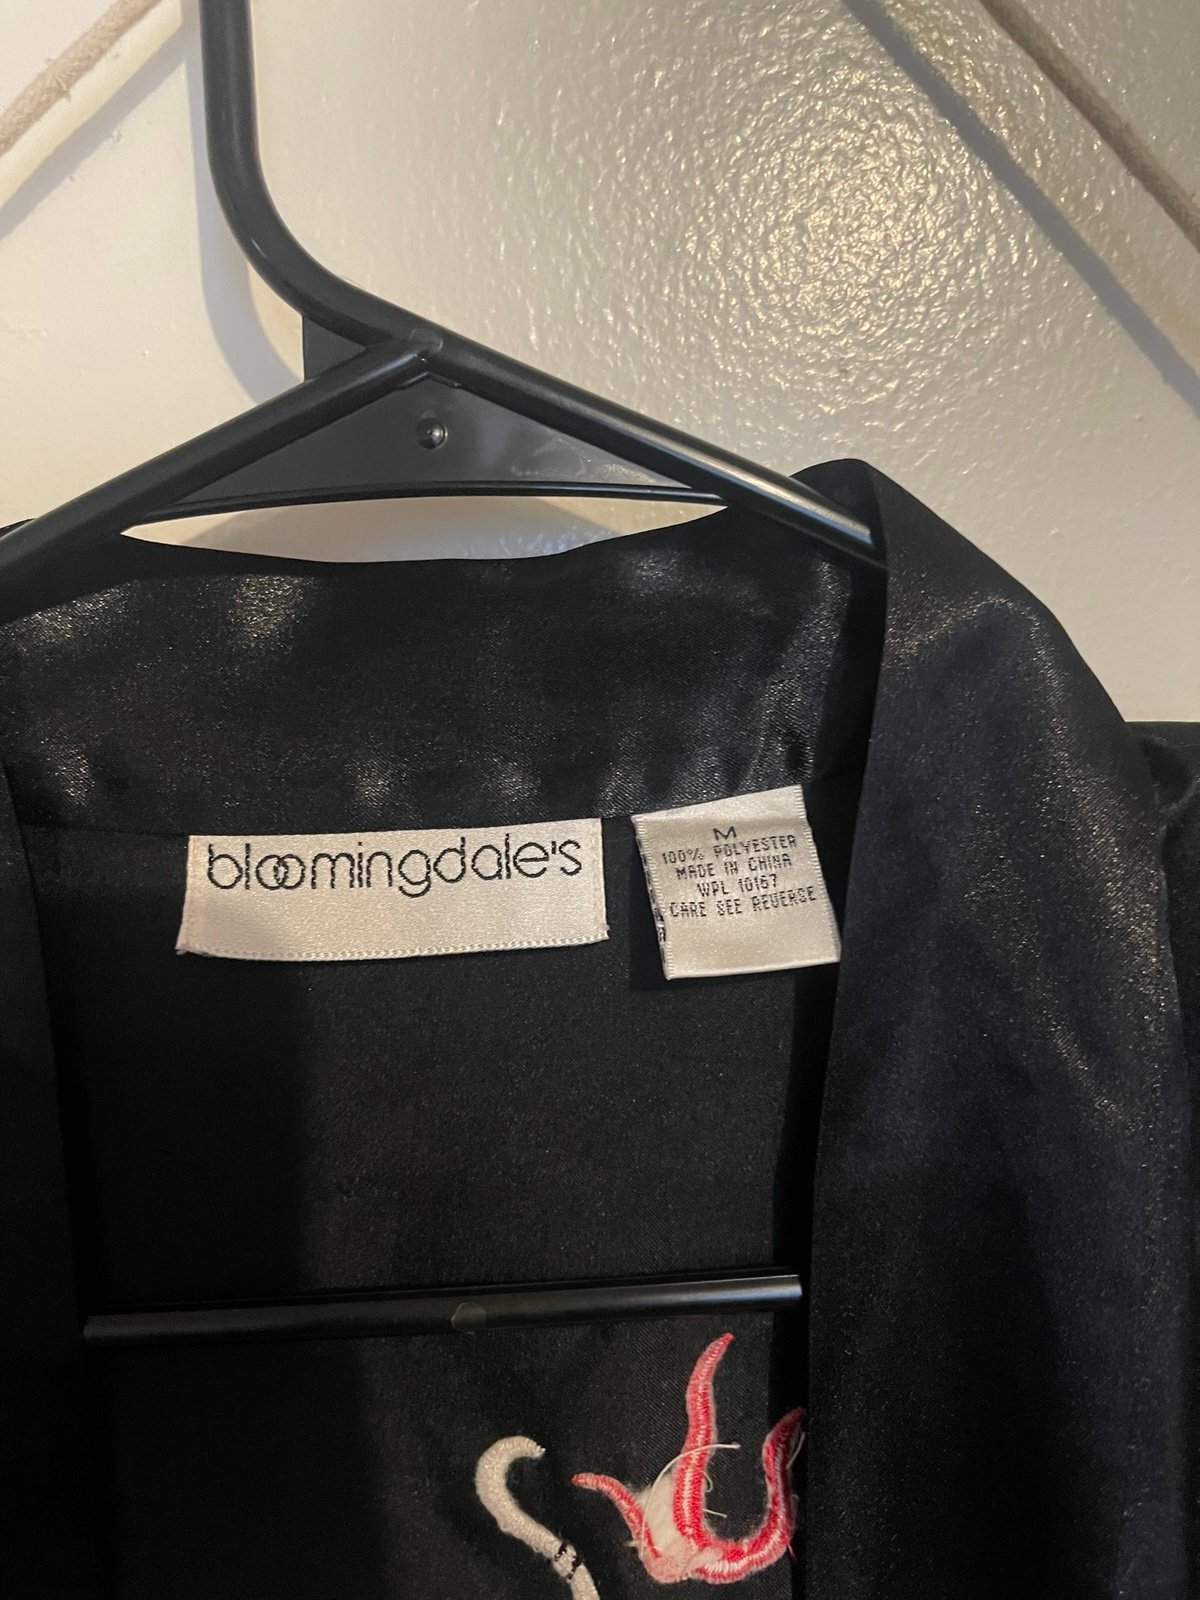 bloomingdale's
M
100% POLYESTER
MADE IN CHINA
WPL 10167
CARE SEE REVERSE